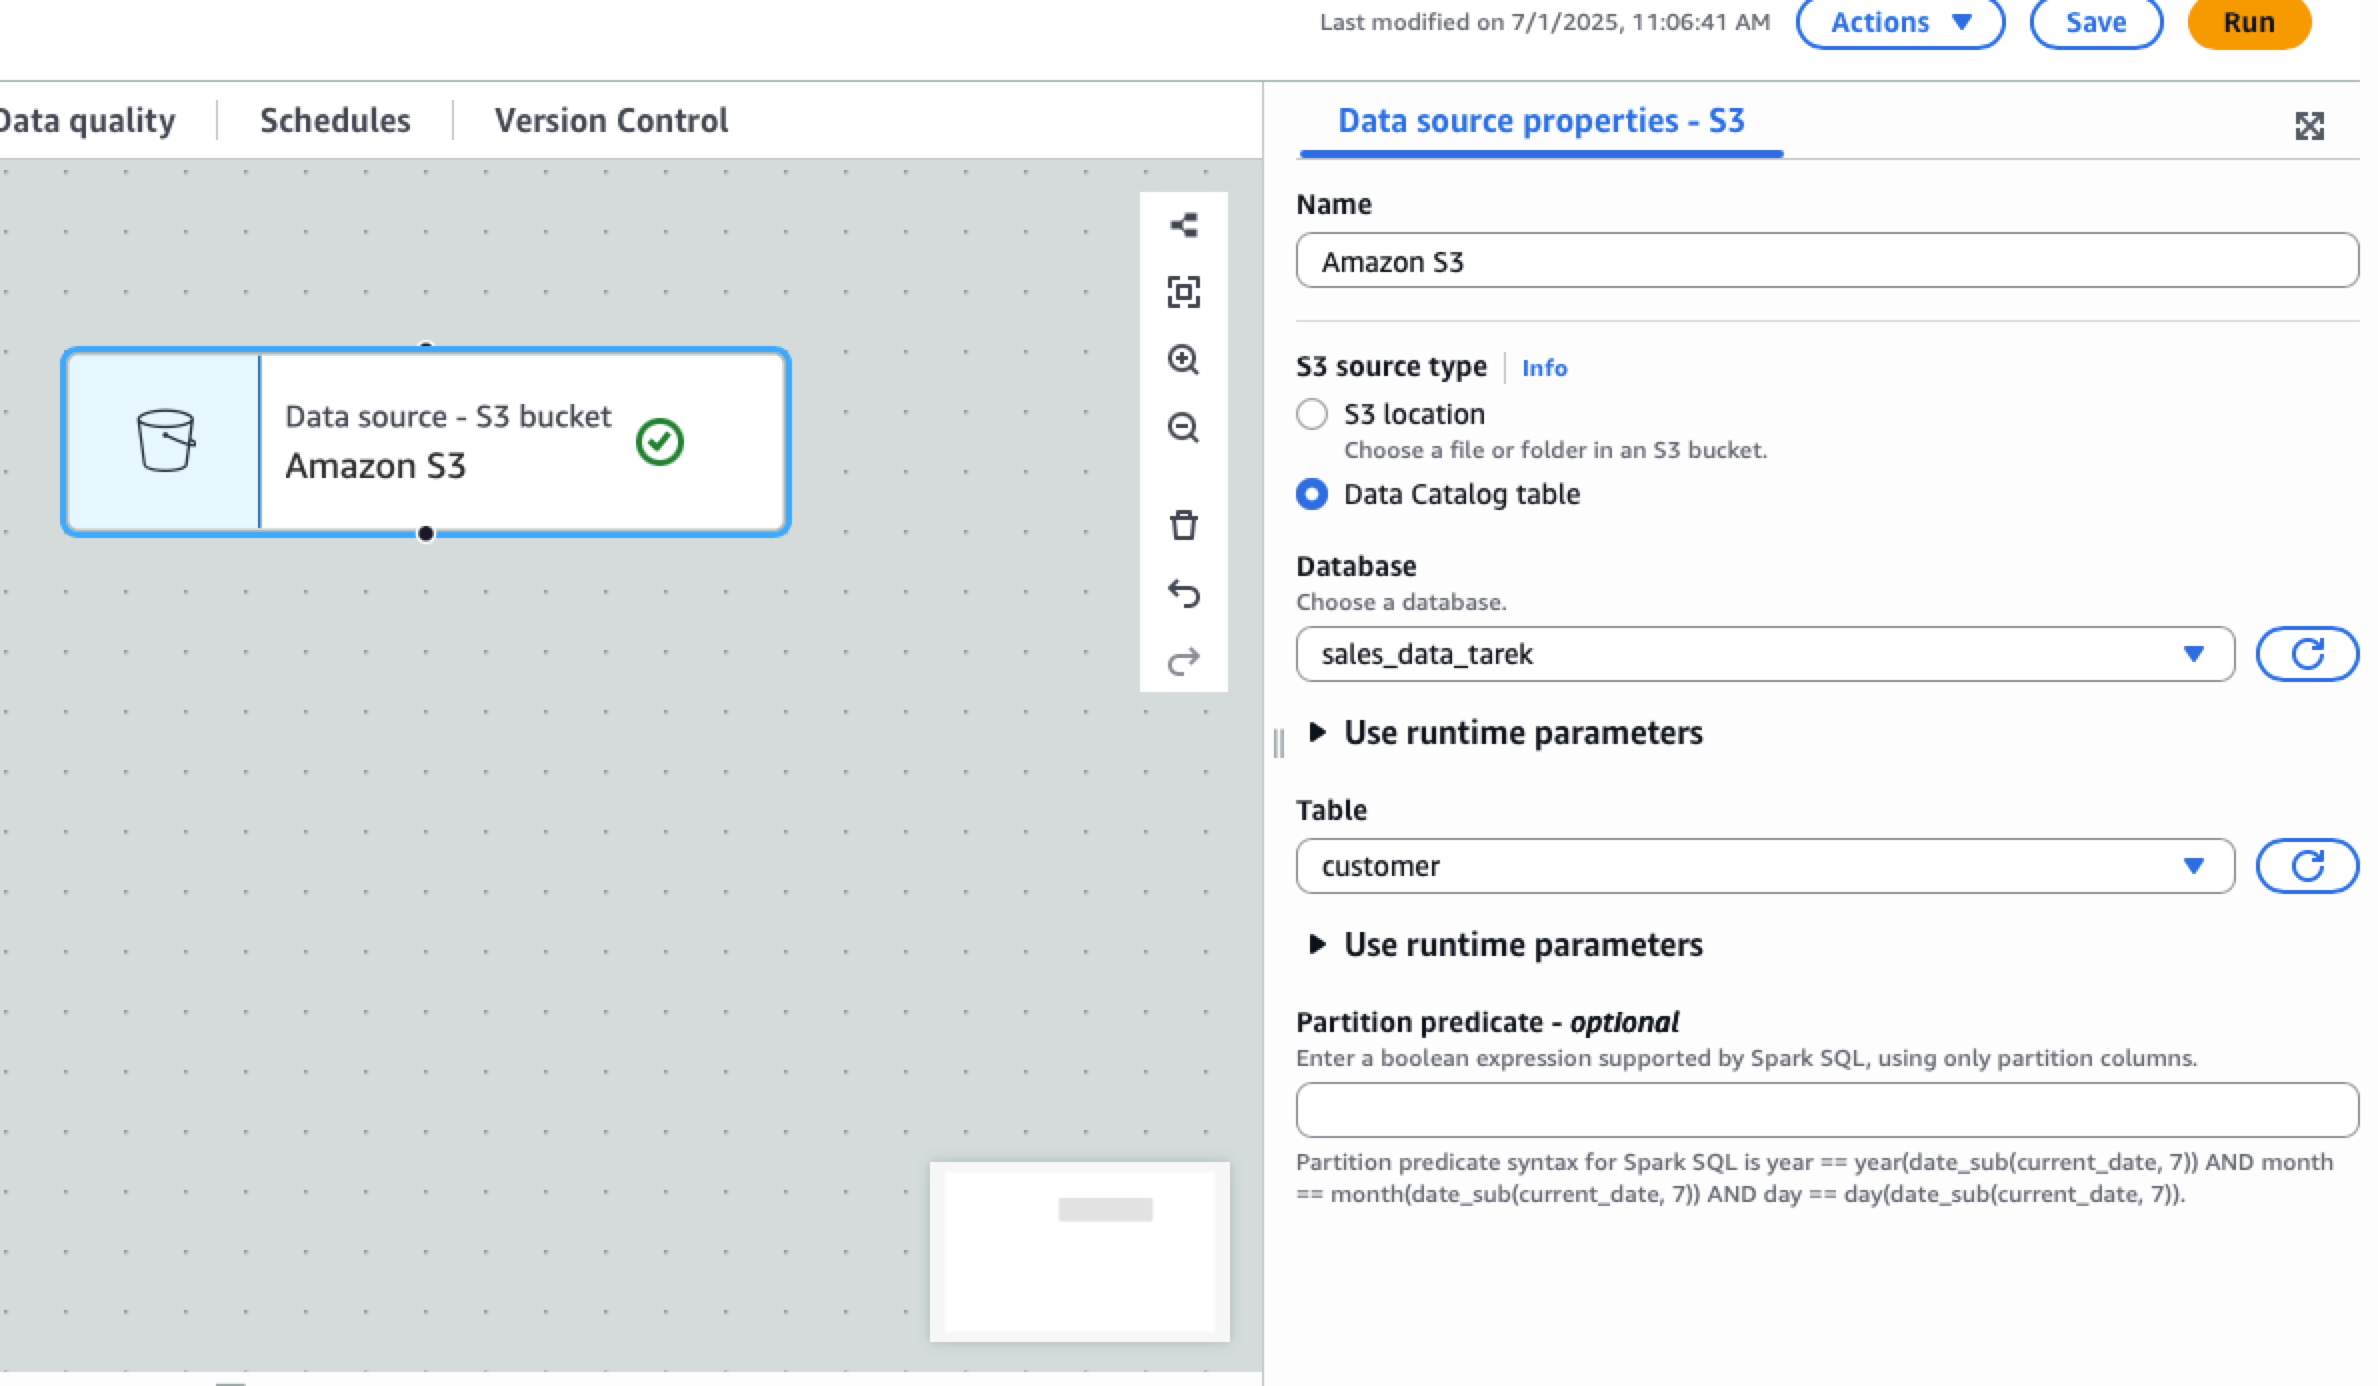 Last modified on 7/1/2025, 11:06:41 AM
Actions
Save
Run
Data quality
Schedules
Version Control
Data source properties - S3
Name
Amazon S3
Data source - S3 bucket
Amazon S3
S3 source type
Info
S3 location
Choose a file or folder in an S3 bucket.
Data Catalog table
Database
Choose a database.
sales_data_tarek
Use runtime parameters
Table
customer
Use runtime parameters
Partition predicate - optional
Enter a boolean expression supported by Spark SQL, using only partition columns.
Partition predicate syntax for Spark SQL is year == year(date_sub(current_date, 7)) AND month
== month(date_sub(current_date, 7)) AND day == day(date_sub(current_date, 7)).